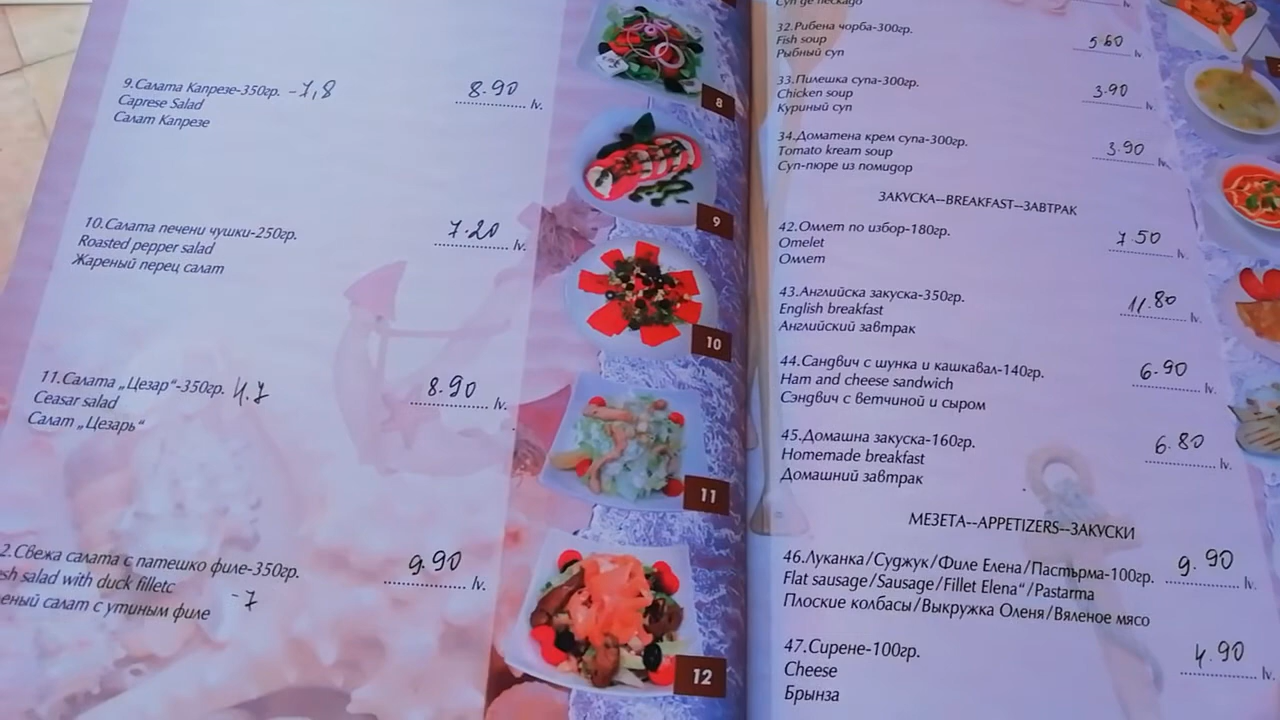 8
9.Салата Капрезе-350гр. -7,8 8.90 lv.
Caprese Salad
Салат Капрезе
9
10.Салата печени чушки-250гр. 7.20 lv.
Roasted pepper salad
Жареный перец салат
10
11.Салата „Цезар“-350гр. 4.7 8.90 lv.
Ceasar salad
Салат „Цезарь“
11
2.Свежа салата с патешко филе-350гр. 9.90 lv.
sh salad with duck filletc -7
еный салат с утиным филе
12
Суп де пескадо lv.
32.Рибена чорба-300гр. 5.60 lv.
Fish soup
Рыбный суп
33.Пилешка супа-300гр. 3.90 lv.
Chicken soup
Куриный суп
34.Доматена крем супа-300гр. 3.90 lv.
Tomato kream soup
Суп-пюре из помидор
ЗАКУСКА--BREAKFAST--ЗАВТРАК
42.Омлет по избор-180гр. 7.50 lv.
Omelet
Омлет
43.Английска закуска-350гр. 11.80 lv.
English breakfast
Английский завтрак
44.Сандвич с шунка и кашкавал-140гр. 6.90 lv.
Ham and cheese sandwich
Сэндвич с ветчиной и сыром
45.Домашна закуска-160гр. 6.80 lv.
Homemade breakfast
Домашний завтрак
МЕЗЕТА--APPETIZERS--ЗАКУСКИ
46.Луканка/Суджук/Филе Елена/Пастърма-100гр. 9.90 lv.
Flat sausage/Sausage/Fillet Elena“/Pastarma
Плоские колбасы/Выкружка Оленя/Вяленое мясо
47.Сирене-100гр. 4.90 lv.
Cheese
Брынза